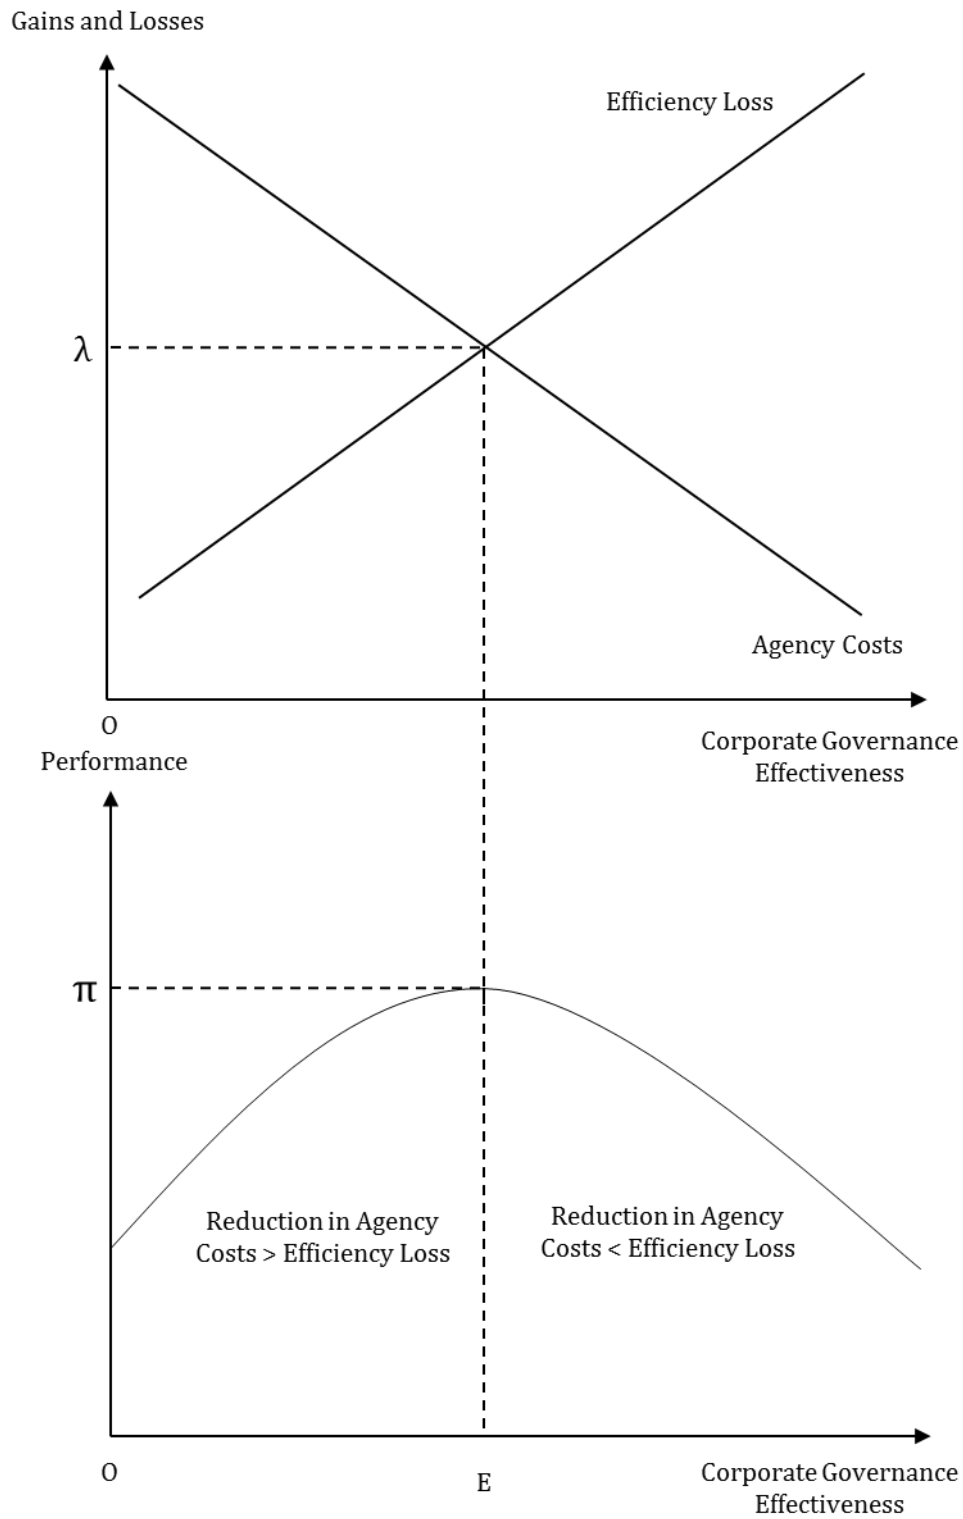 Gains and Losses
Efficiency Loss
λ
Agency Costs
O
Corporate Governance
Effectiveness
Performance
π
Reduction in Agency
Costs > Efficiency Loss
Reduction in Agency
Costs < Efficiency Loss
O
E
Corporate Governance
Effectiveness